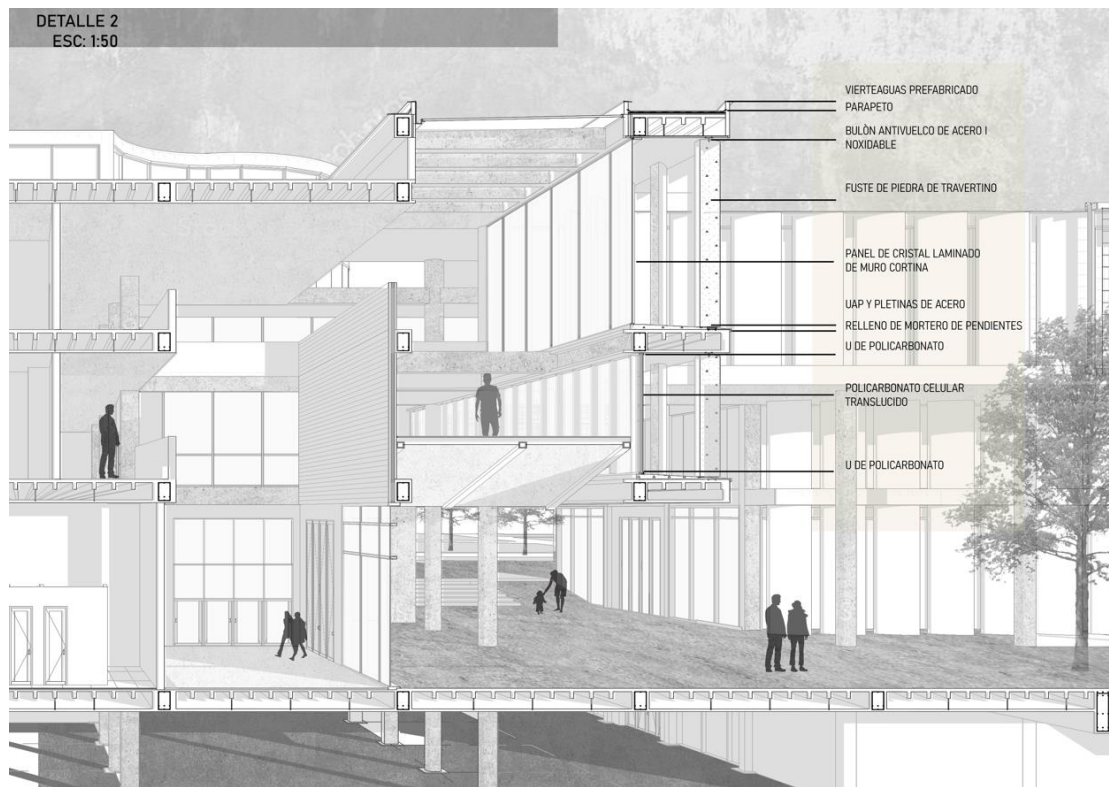 DETALLE 2
ESC: 1:50
VIERTEAGUAS PREFABRICADO
PARAPETO
BULÒN ANTIVUELCO DE ACERO I
NOXIDABLE
FUSTE DE PIEDRA DE TRAVERTINO
PANEL DE CRISTAL LAMINADO
DE MURO CORTINA
UAP Y PLETINAS DE ACERO
RELLENO DE MORTERO DE PENDIENTES
U DE POLICARBONATO
POLICARBONATO CELULAR
TRANSLUCIDO
U DE POLICARBONATO